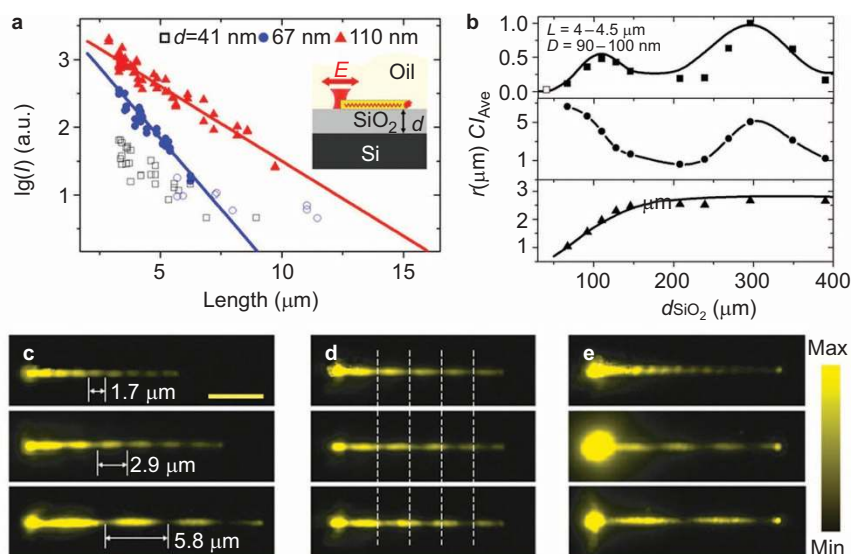 a
d=41 nm 67 nm 110 nm
3
2
1
lg(I) (a.u.)
E
Oil
SiO2
d
Si
5
10
15
Length (μm)
b
L = 4–4.5 μm
D = 90–100 nm
1.0
0.5
0.0
5
1
3
2
1
μm
r(μm) CI Ave
100
200
300
400
dSiO2 (μm)
c
1.7 μm
2.9 μm
5.8 μm
d
e
Max
Min